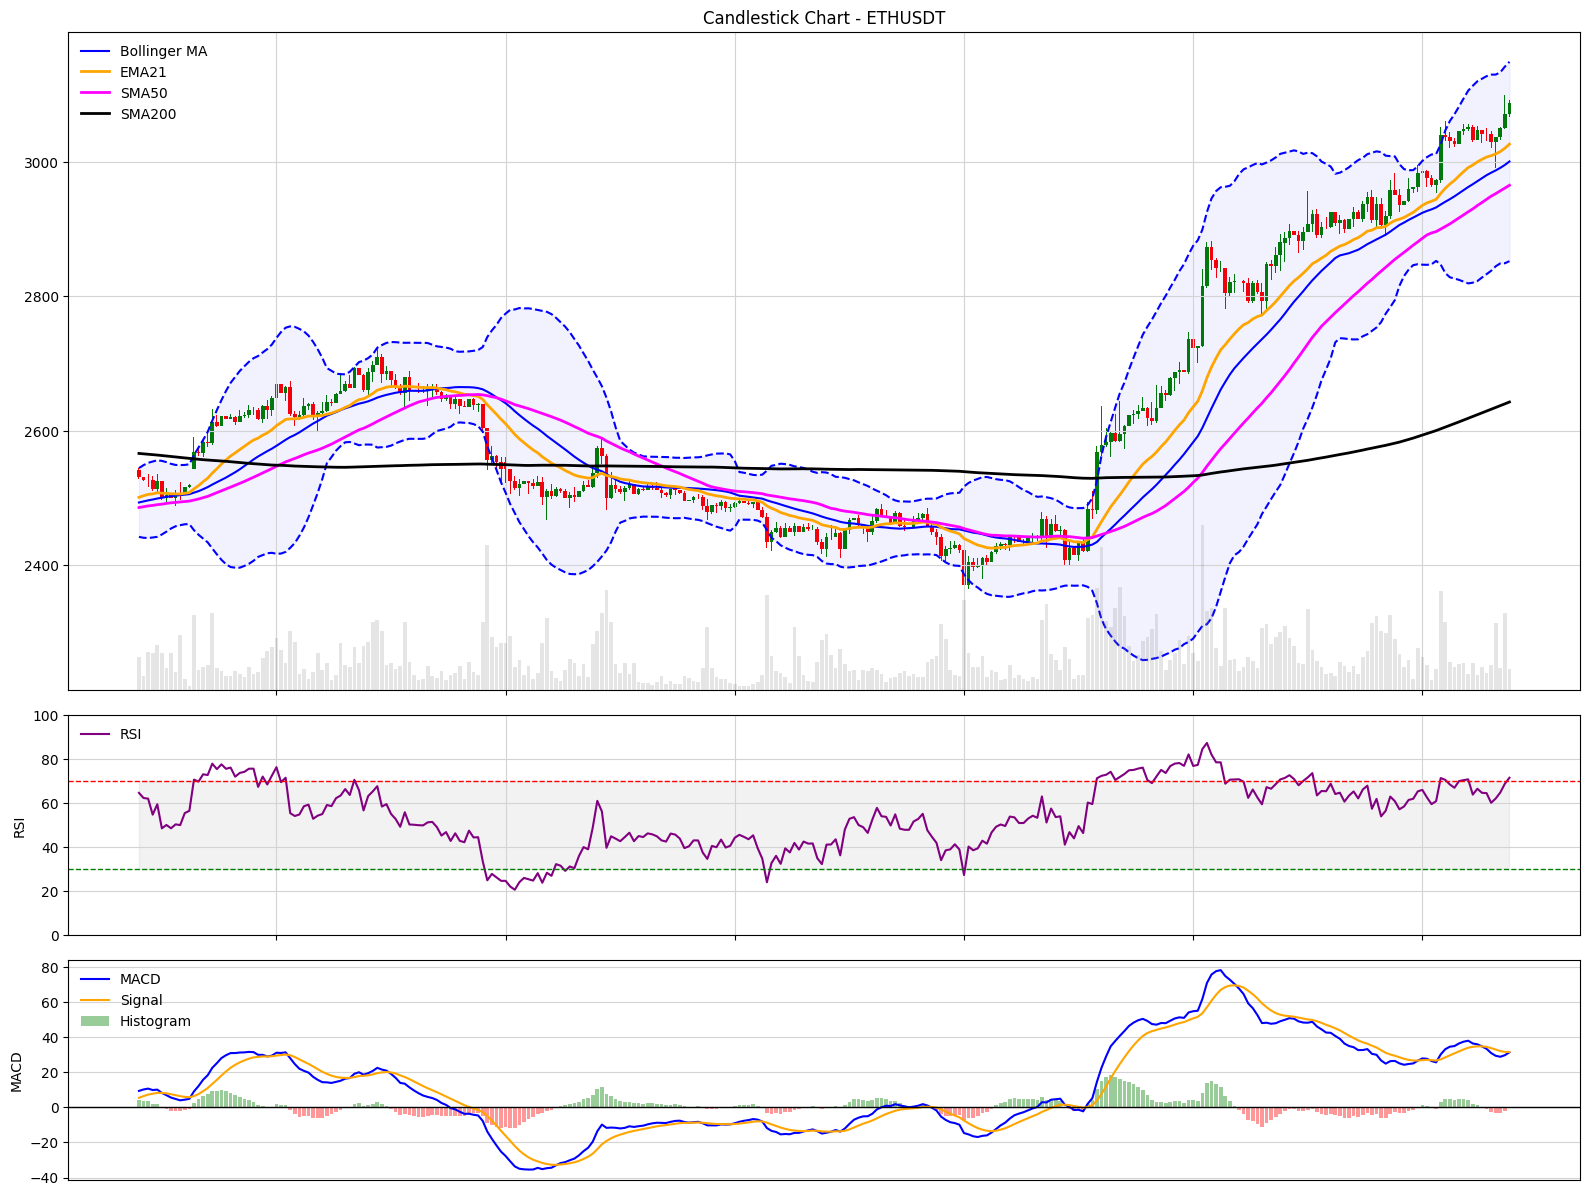 Candlestick Chart - ETHUSDT
Bollinger MA
EMA21
SMA50
SMA200
3000
2800
2600
2400
100
80
60
40
20
0
RSI
RSI
80
60
40
20
0
−20
−40
MACD
MACD
Signal
Histogram